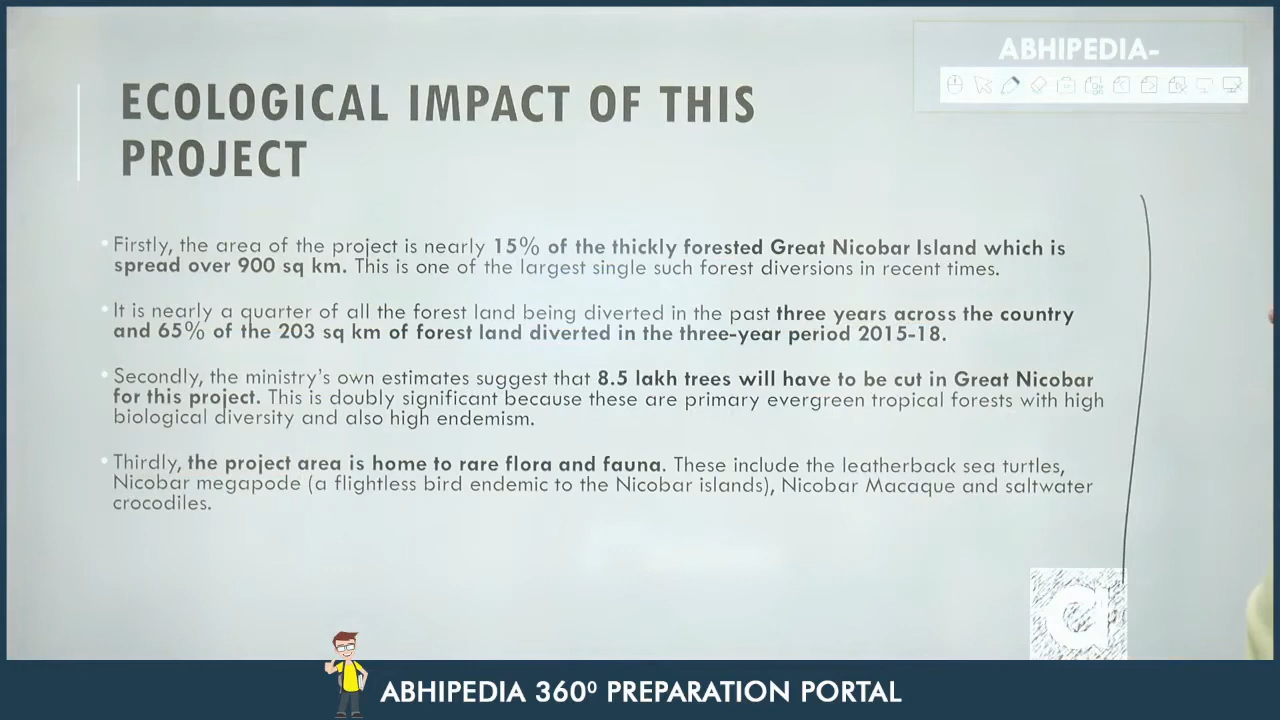 ABHIPEDIA-
ECOLOGICAL IMPACT OF THIS
PROJECT
Firstly, the area of the project is nearly 15% of the thickly forested Great Nicobar Island which is
spread over 900 sq km. This is one of the largest single such forest diversions in recent times.
It is nearly a quarter of all the forest land being diverted in the past three years across the country
and 65% of the 203 sq km of forest land diverted in the three-year period 2015-18.
Secondly, the ministry's own estimates suggest that 8.5 lakh trees will have to be cut in Great Nicobar
for this project. This is doubly significant because these are primary evergreen tropical forests with high
biological diversity and also high endemism.
Thirdly, the project area is home to rare flora and fauna. These include the leatherback sea turtles,
Nicobar megapode (a flightless bird endemic to the Nicobar islands), Nicobar Macaque and saltwater
crocodiles.
a
ABHIPEDIA 360⁰ PREPARATION PORTAL